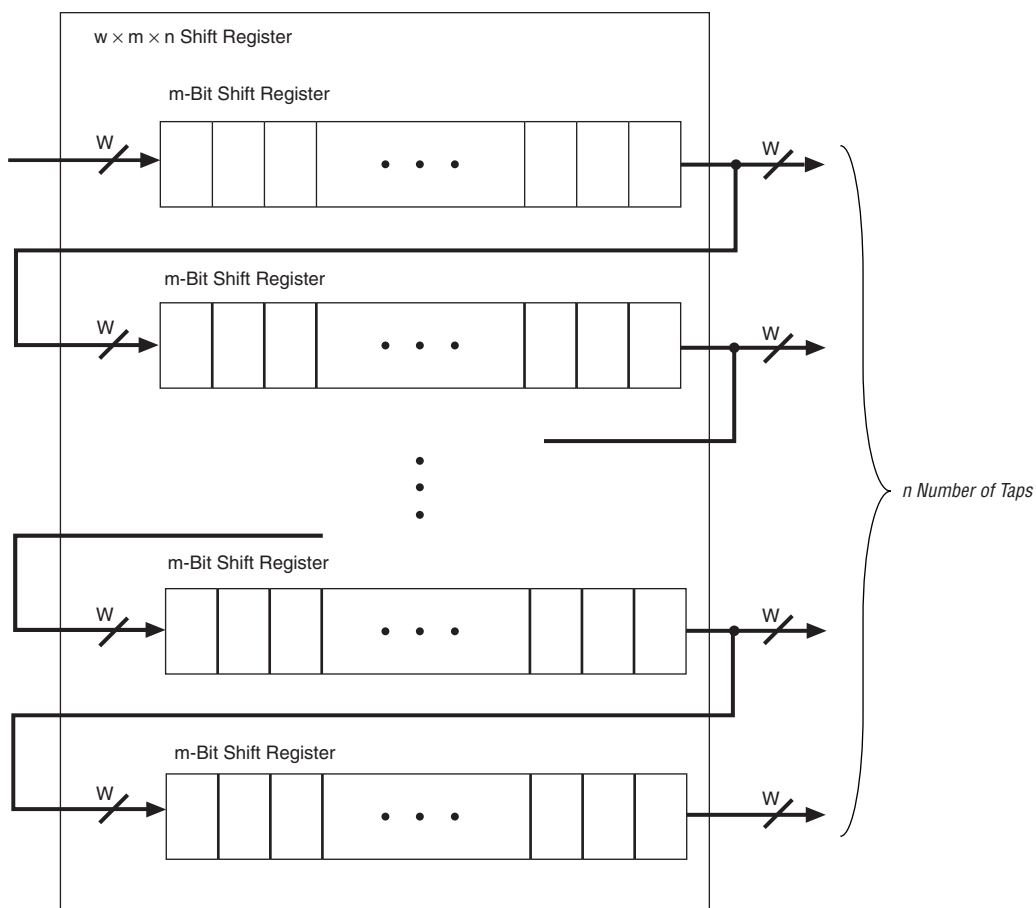 w × m × n Shift Register
m-Bit Shift Register
W
W
m-Bit Shift Register
W
W
n Number of Taps
m-Bit Shift Register
W
W
m-Bit Shift Register
W
W